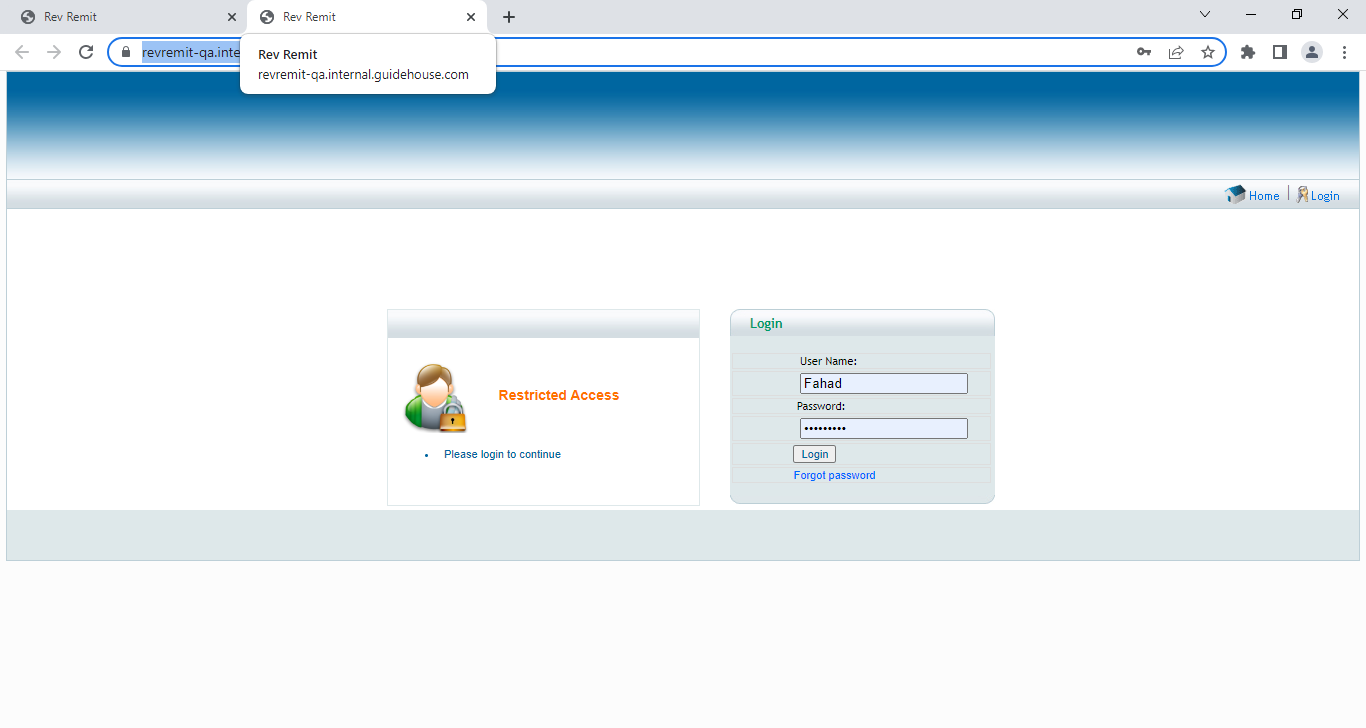 Rev Remit
Rev Remit
revremit-qa.inte
Rev Remit
revremit-qa.internal.guidehouse.com
Home
Login
Login
User Name:
Fahad
Restricted Access
Password:
•••••••••
Login
Please login to continue
Forgot password